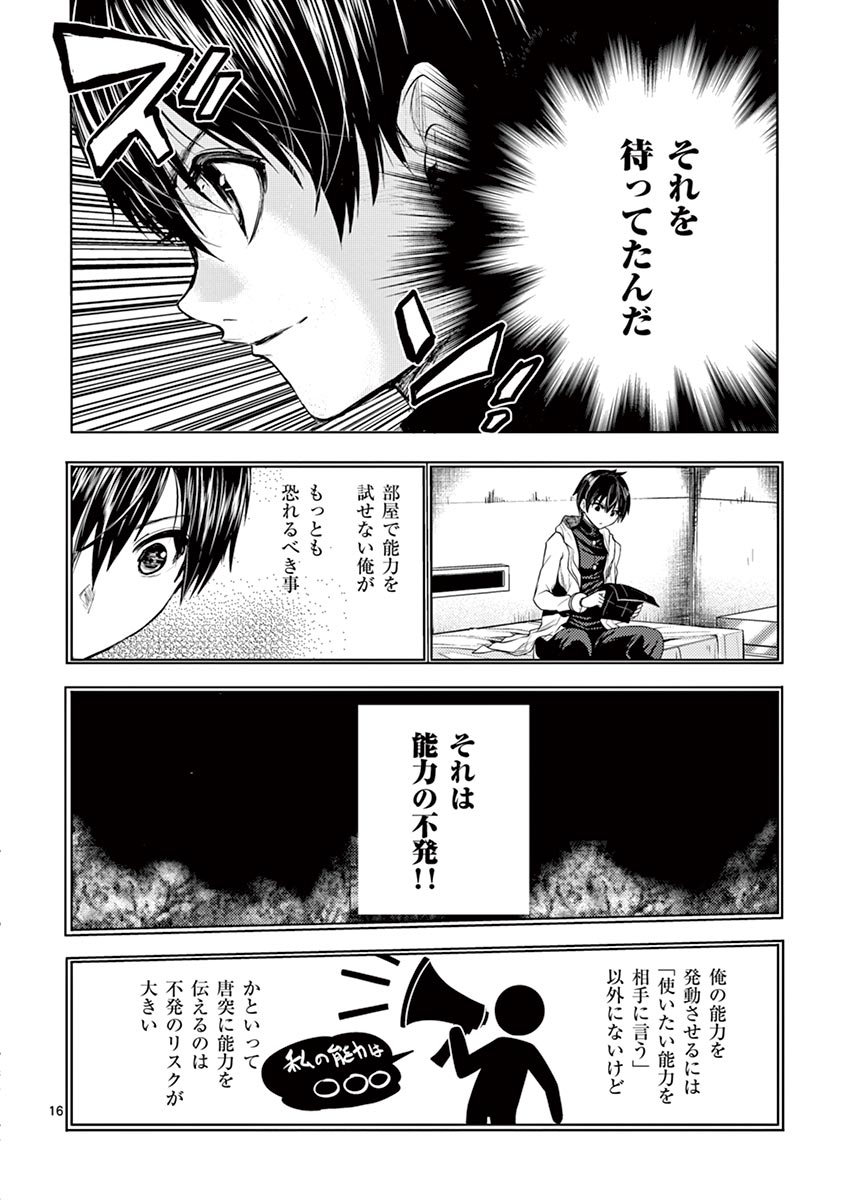 それを
待ってたんだ
ドドッ
部屋で能力を
試せない俺が
もっとも
恐れるべき事
それは
能力の不発!!
俺の能力を
発動させるには
「使いたい能力を
相手に言う」
以外にないけど
私の能力は
○○○
かといって
唐突に能力を
伝えるのは
不発のリスクが
大きい
16